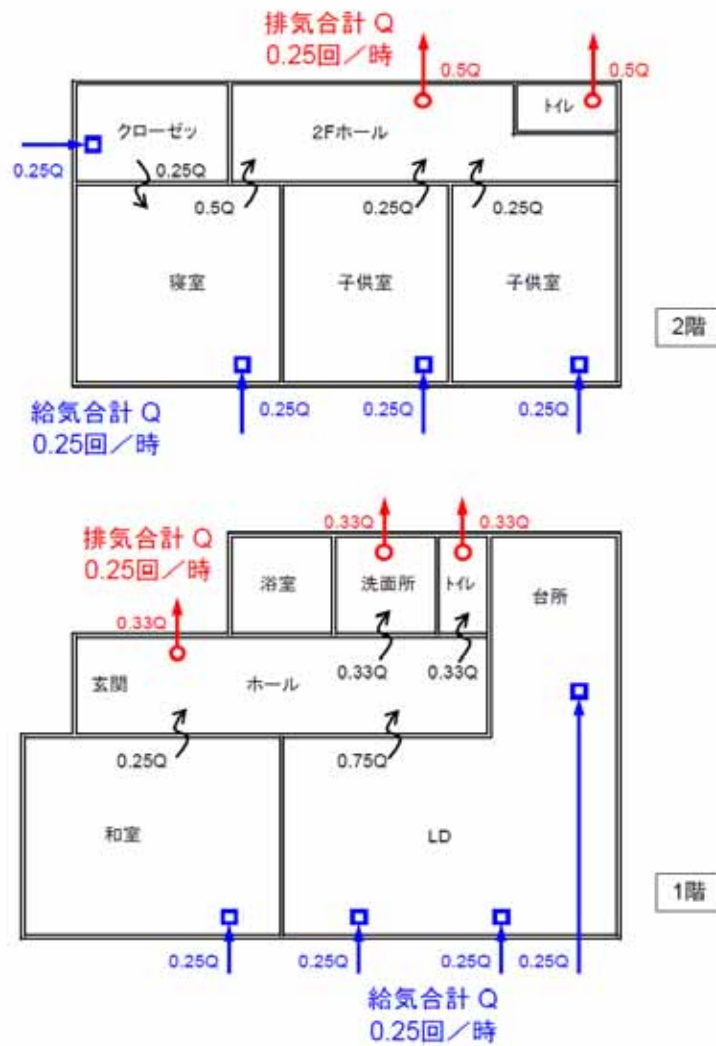 排気合計 Q
0.25回／時
0.5Q
0.5Q
クローゼッ
2Fホール
トイレ
0.25Q
0.25Q
0.5Q
0.25Q
0.25Q
寝室
子供室
子供室
2階
給気合計 Q
0.25回／時
0.25Q
0.25Q
0.25Q
排気合計 Q
0.25回／時
0.33Q
0.33Q
浴室
洗面所
トイレ
台所
0.33Q
玄関
ホール
0.33Q
0.33Q
0.25Q
0.75Q
和室
LD
1階
0.25Q
0.25Q
0.25Q
0.25Q
給気合計 Q
0.25回／時